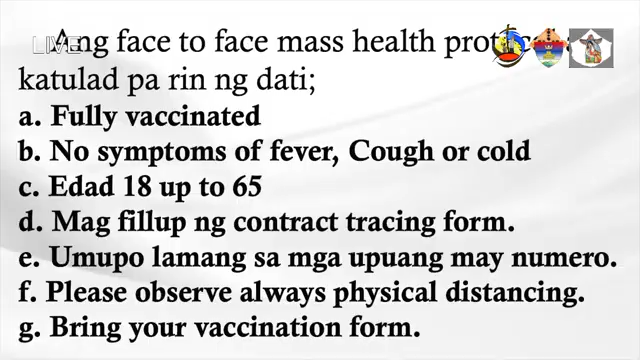 LIVE
Ang face to face mass health protocols
katulad pa rin ng dati;
a. Fully vaccinated
b. No symptoms of fever, Cough or cold
c. Edad 18 up to 65
d. Mag fillup ng contract tracing form.
e. Umupo lamang sa mga upuang may numero.
f. Please observe always physical distancing.
g. Bring your vaccination form.